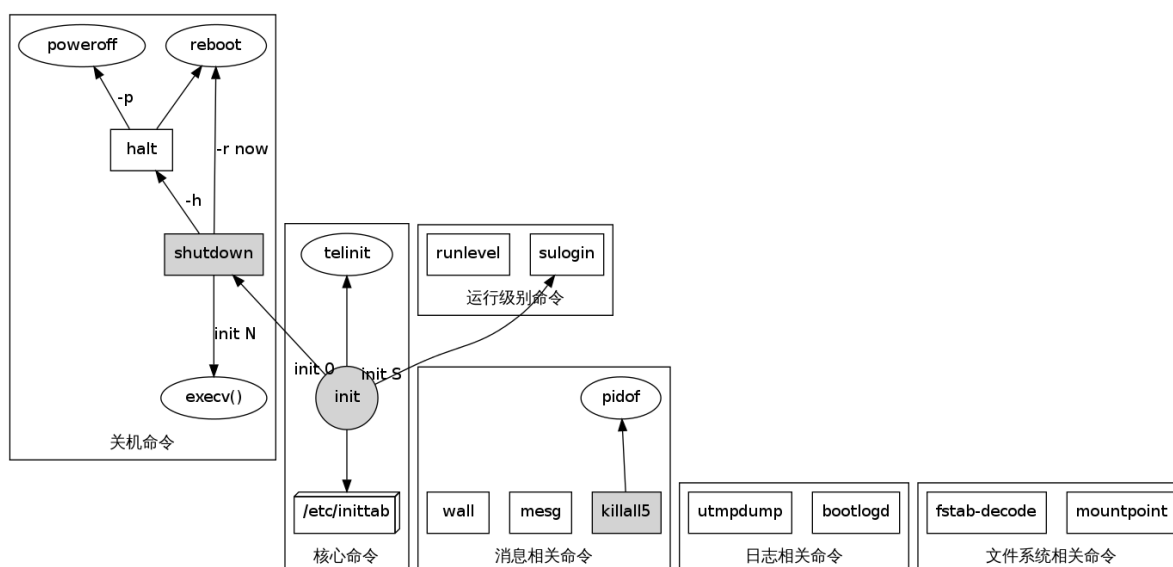 poweroff
reboot
-p
halt
-r now
-h
shutdown
init N
execv()
关机命令
telinit
init 0
init S
init
/etc/inittab
核心命令
runlevel
sulogin
运行级别命令
pidof
wall
mesg
killall5
消息相关命令
utmpdump
bootlogd
日志相关命令
fstab-decode
mountpoint
文件系统相关命令